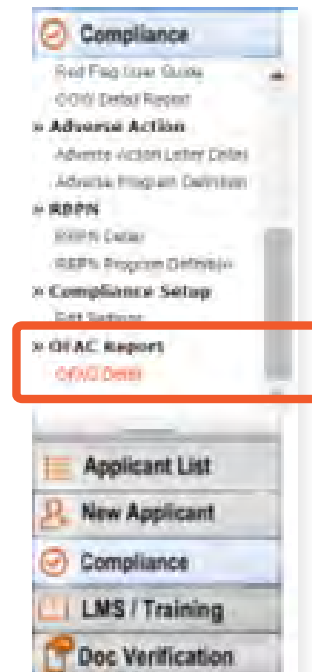 Compliance
Red Flag User Guide
Detail Report
» Adverse Action
Adverse Action Letter
Adverse Program Definition
» RBPN
RBPN
RBPN Program Definition
» Compliance Setup
Edit Settings
» OFAC Report
OFAC Detail
Applicant List
New Applicant
Compliance
LMS / Training
Doc Verification